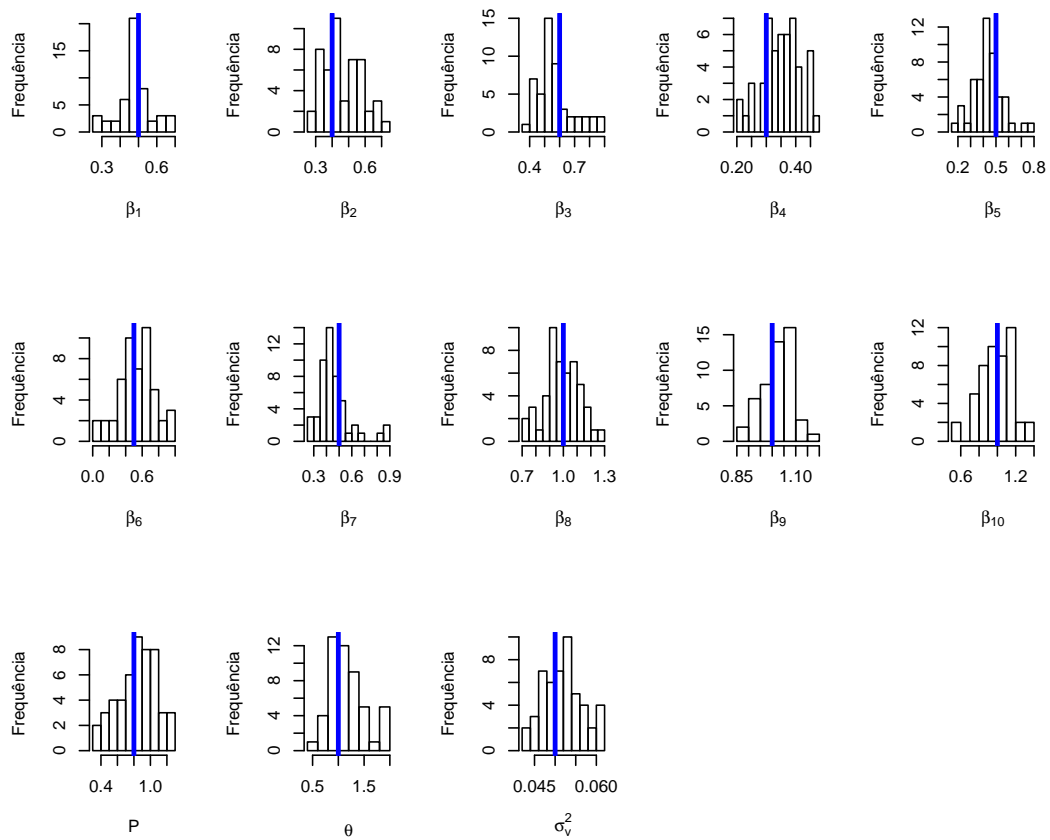 Frequência
0 5 15
0.3 0.6
β1
Frequência
0 2 4 8
0.3 0.6
β2
Frequência
0 5 10 15
0.4 0.7
β3
Frequência
0 2 4 6
0.20 0.40
β4
Frequência
0 4 8 12
0.2 0.5 0.8
β5
Frequência
0 4 8
0.0 0.6
β6
Frequência
0 4 8 12
0.3 0.6 0.9
β7
Frequência
0 4 8
0.7 1.0 1.3
β8
Frequência
0 5 10 15
0.85 1.10
β9
Frequência
0 4 8 12
0.6 1.2
β10
Frequência
0 2 4 6 8
0.4 1.0
P
Frequência
0 4 8 12
0.5 1.5
θ
Frequência
0 4 8
0.045 0.060
σ²v